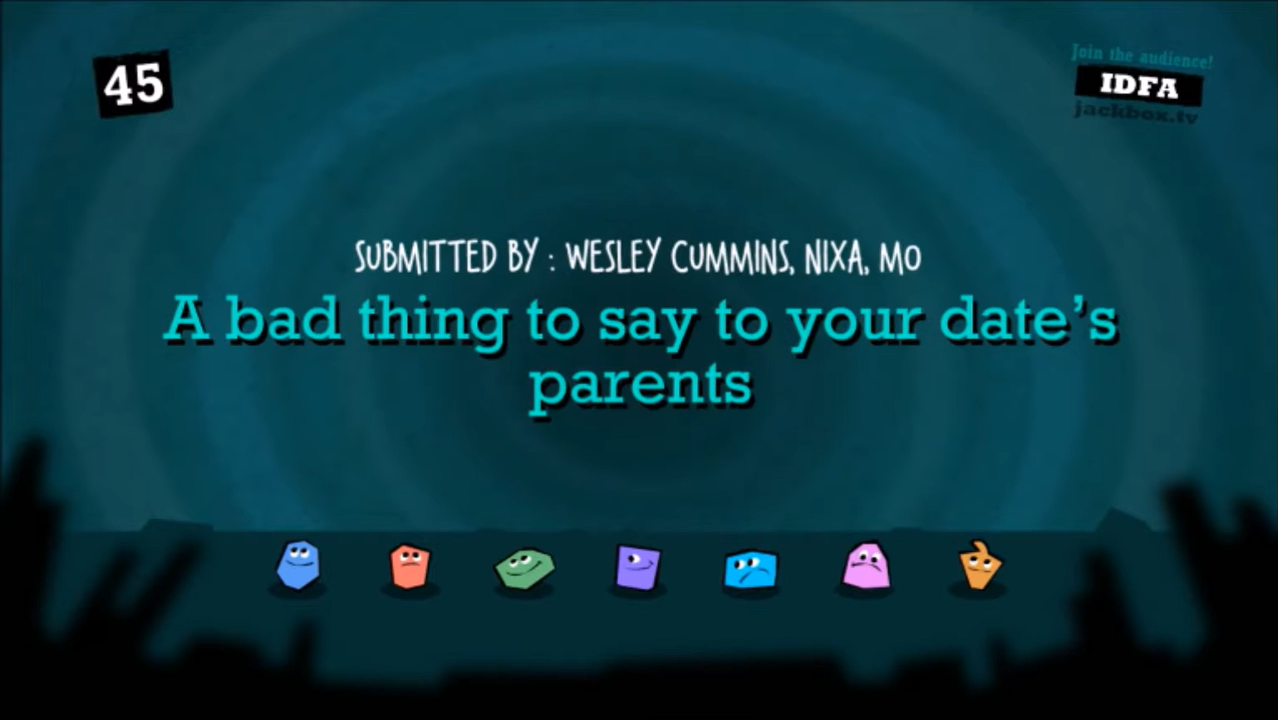 45
Join the audience!
IDFA
jackbox.tv
SUBMITTED BY : WESLEY CUMMINS, NIXA, MO
A bad thing to say to your date's
parents